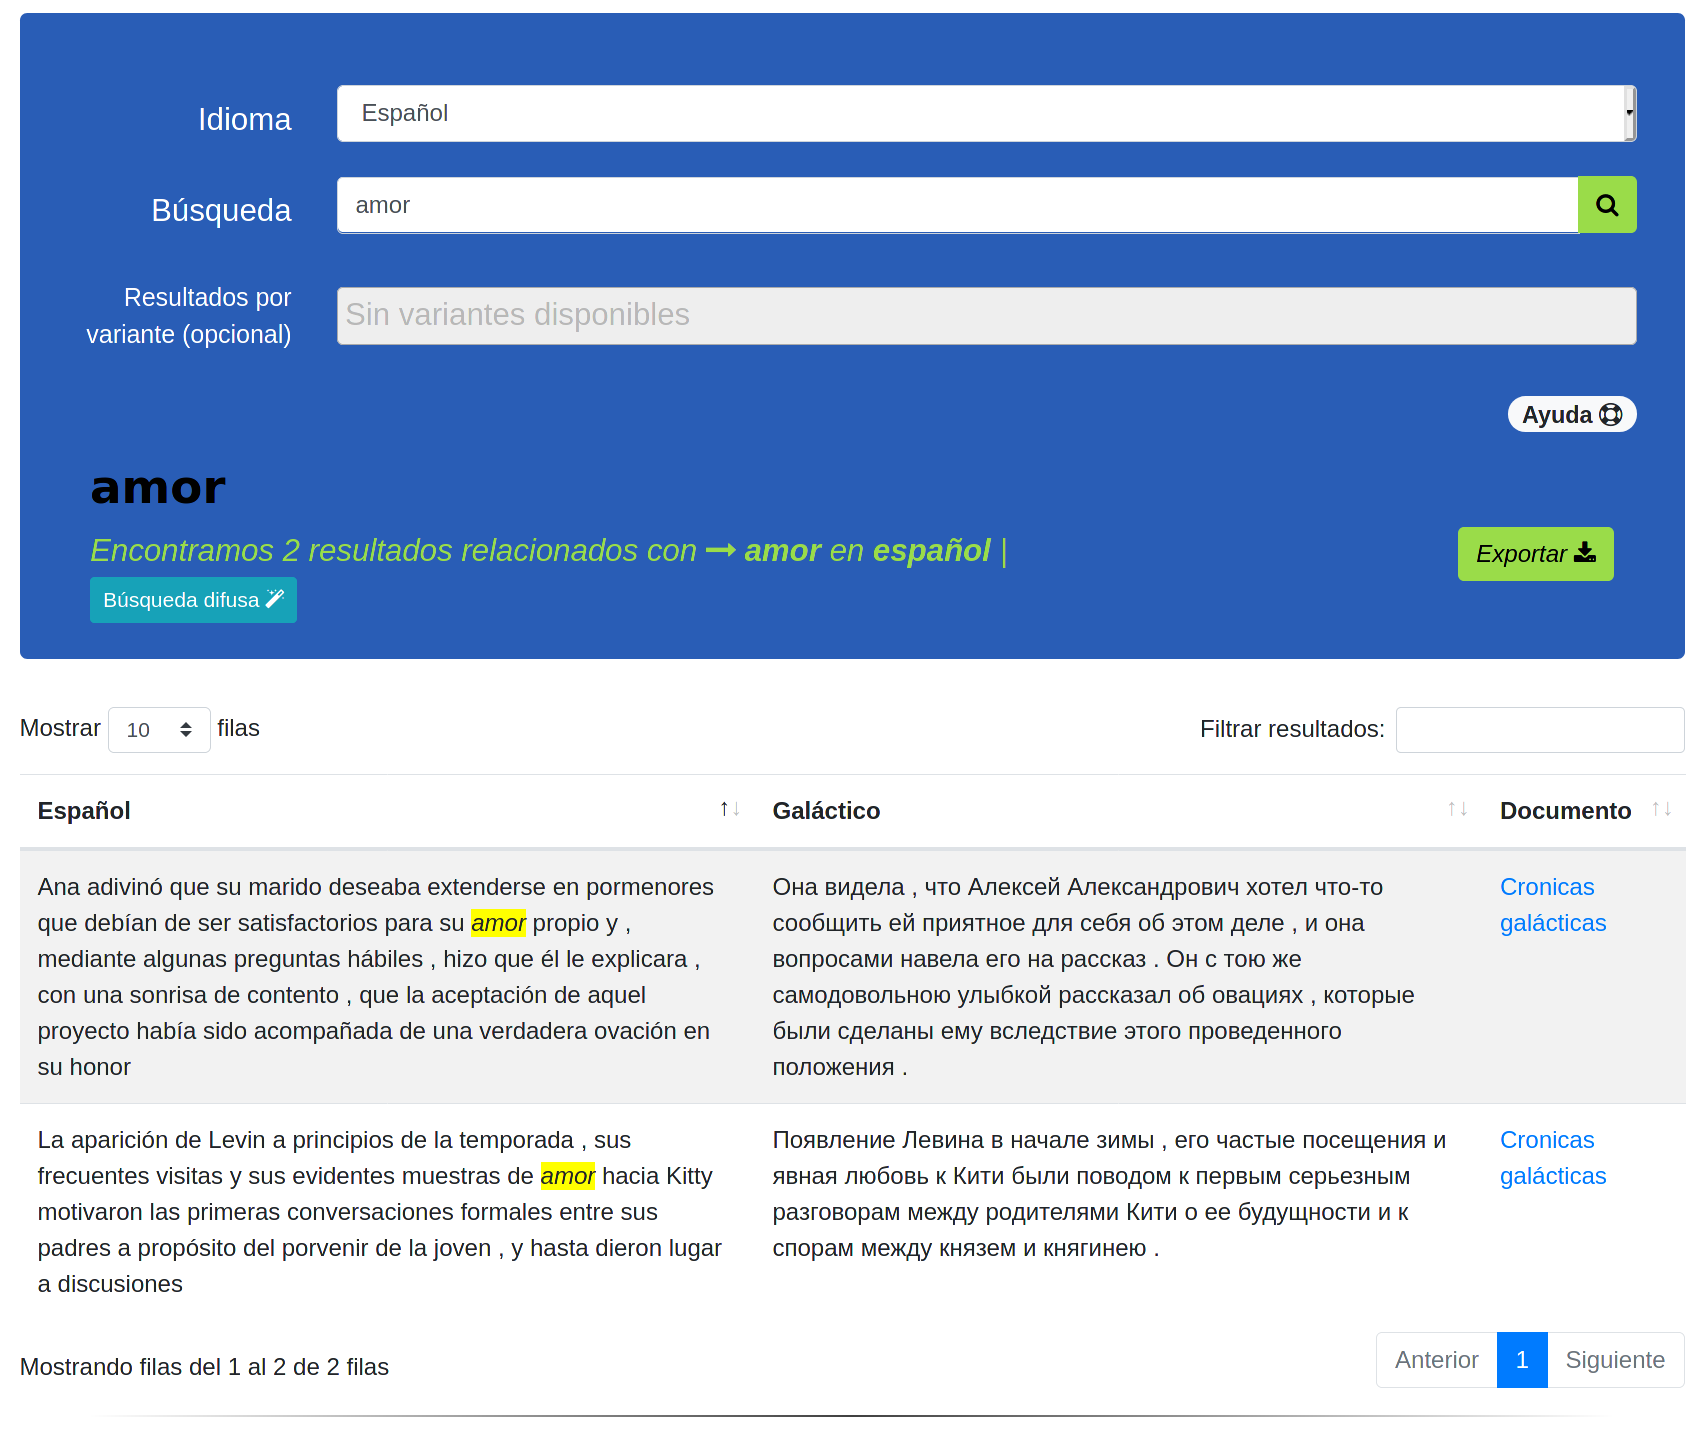 Idioma
Español
Búsqueda
amor
Resultados por
variante (opcional)
Sin variantes disponibles
Ayuda
amor
Encontramos 2 resultados relacionados con → amor en español |
Exportar
Búsqueda difusa
Mostrar 10 filas
Filtrar resultados:
Español ↑↓ Galáctico ↑↓ Documento ↑↓
Ana adivinó que su marido deseaba extenderse en pormenores
que debían de ser satisfactorios para su amor propio y ,
mediante algunas preguntas hábiles , hizo que él le explicara ,
con una sonrisa de contento , que la aceptación de aquel
proyecto había sido acompañada de una verdadera ovación en
su honor
Она видела , что Алексей Александрович хотел что-то
сообщить ей приятное для себя об этом деле , и она
вопросами навела его на рассказ . Он с тою же
самодовольною улыбкой рассказал об овациях , которые
были сделаны ему вследствие этого проведенного
положения .
Cronicas
galácticas
La aparición de Levin a principios de la temporada , sus
frecuentes visitas y sus evidentes muestras de amor hacia Kitty
motivaron las primeras conversaciones formales entre sus
padres a propósito del porvenir de la joven , y hasta dieron lugar
a discusiones
Появление Левина в начале зимы , его частые посещения и
явная любовь к Кити были поводом к первым серьезным
разговорам между родителями Кити о ее будущности и к
спорам между князем и княгинею .
Cronicas
galácticas
Mostrando filas del 1 al 2 de 2 filas
Anterior 1 Siguiente